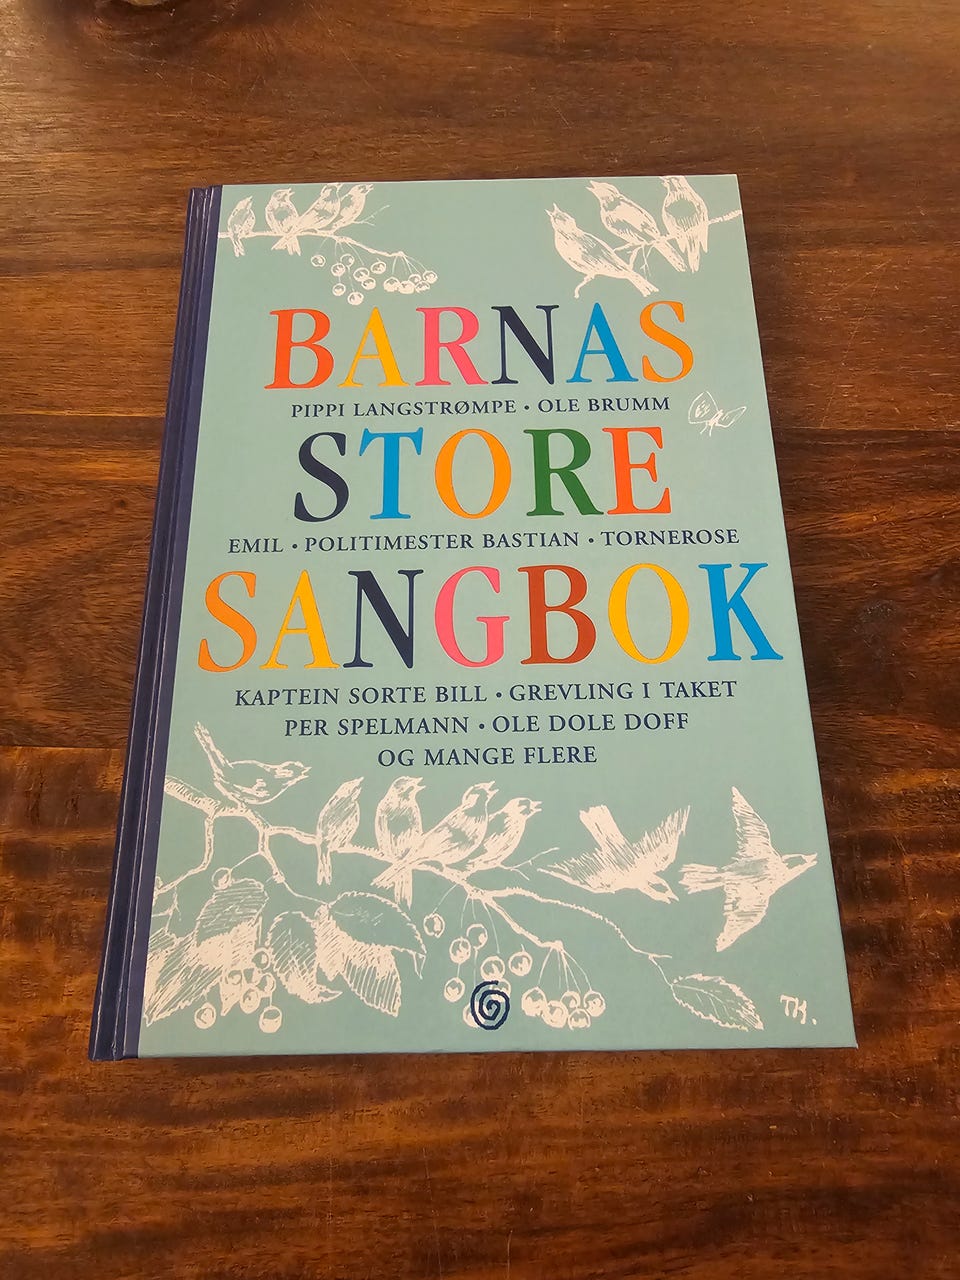 BARNAS
PIPPI LANGSTRØMPE • OLE BRUMM
STORE
EMIL • POLITIMESTER BASTIAN • TORNEROSE
SANGBOK
KAPTEIN SORTE BILL • GREVLING I TAKET
PER SPELMANN • OLE DOLE DOFF
OG MANGE FLERE
TK.